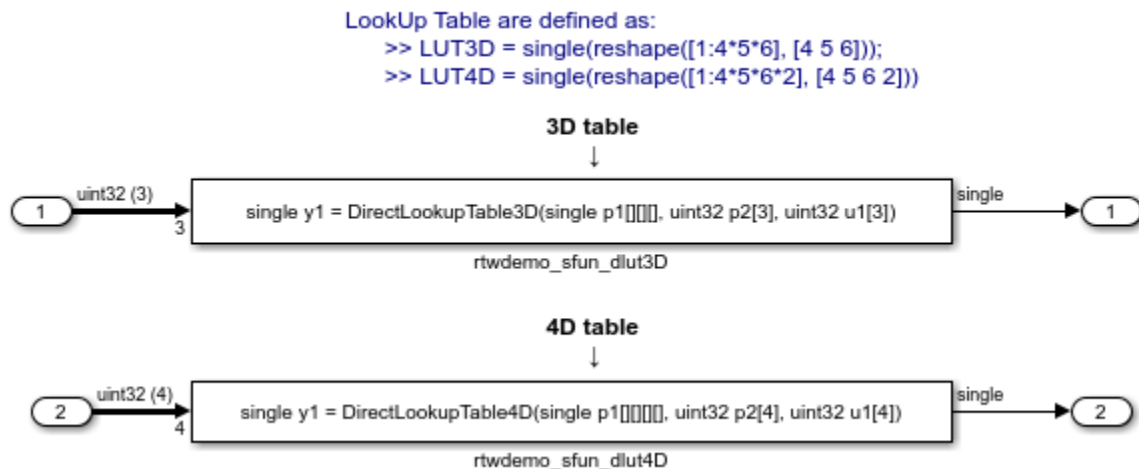 LookUp Table are defined as:
>> LUT3D = single(reshape([1:4*5*6], [4 5 6]));
>> LUT4D = single(reshape([1:4*5*6*2], [4 5 6 2]))
3D table
↓
uint32 (3)
single
1
single y1 = DirectLookupTable3D(single p1[][][], uint32 p2[3], uint32 u1[3])
1
3
rtwdemo_sfun_dlut3D
4D table
↓
uint32 (4)
single
2
single y1 = DirectLookupTable4D(single p1[][][][], uint32 p2[4], uint32 u1[4])
2
4
rtwdemo_sfun_dlut4D